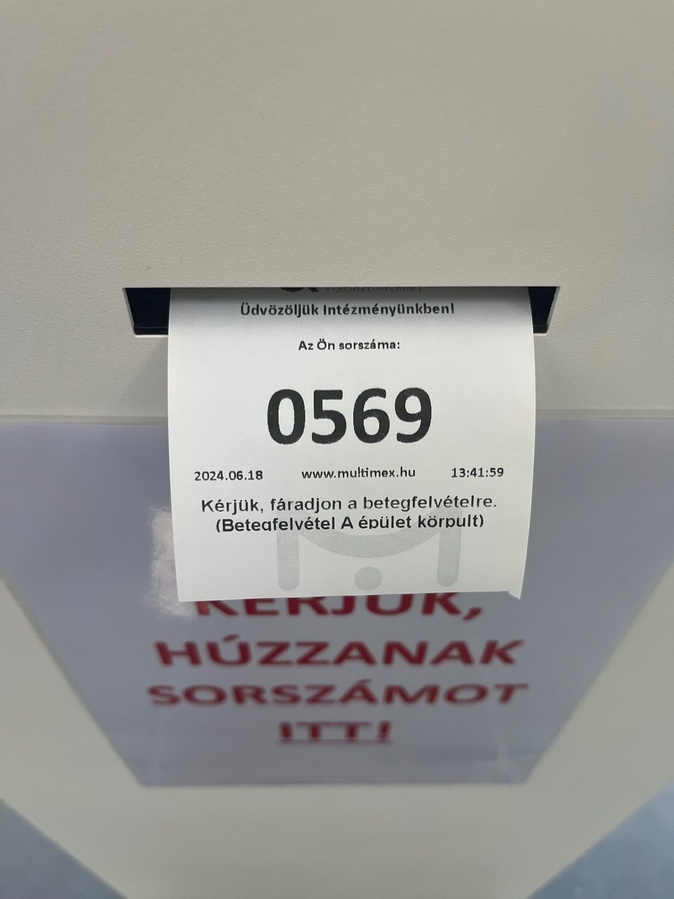 Üdvözöljük Intézményünkben!
Az Ön sorszáma:
0569
2024.06.18 www.multimex.hu 13:41:59
Kérjük, fáradjon a betegfelvételre.
(Betegfelvétel A épület körpult)
KÉRJÜK,
HÚZZANAK
SORSZÁMOT
ITT!